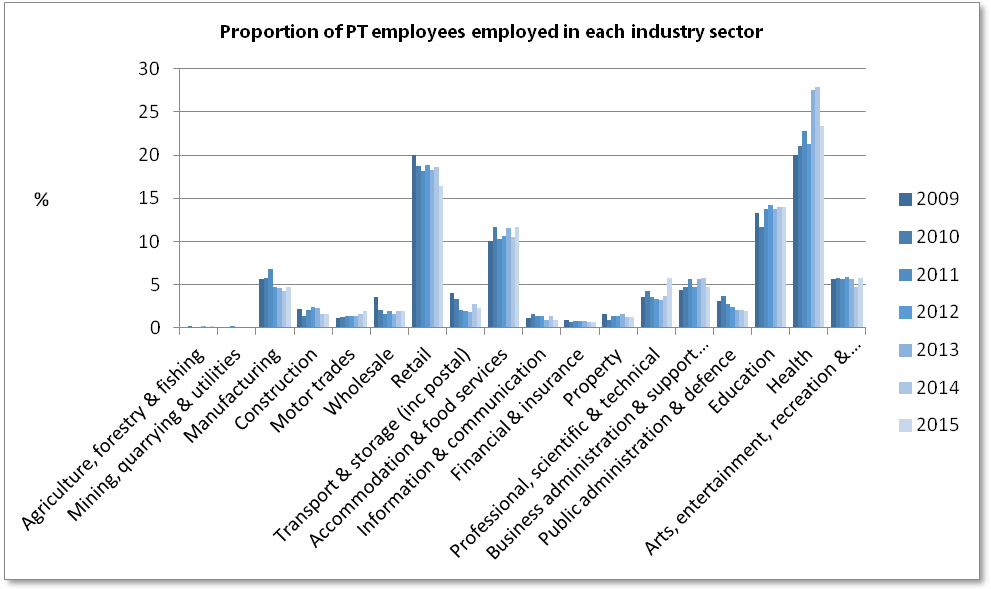 Proportion of PT employees employed in each industry sector
30
25
20
15
10
5
0
%
2009
2010
2011
2012
2013
2014
2015
Agriculture, forestry & fishing
Mining, quarrying & utilities
Manufacturing
Construction
Motor trades
Wholesale
Retail
Transport & storage (inc postal)
Accommodation & food services
Information & communication
Financial & insurance
Property
Professional, scientific & technical
Business administration & support...
Public administration & defence
Education
Health
Arts, entertainment, recreation &...